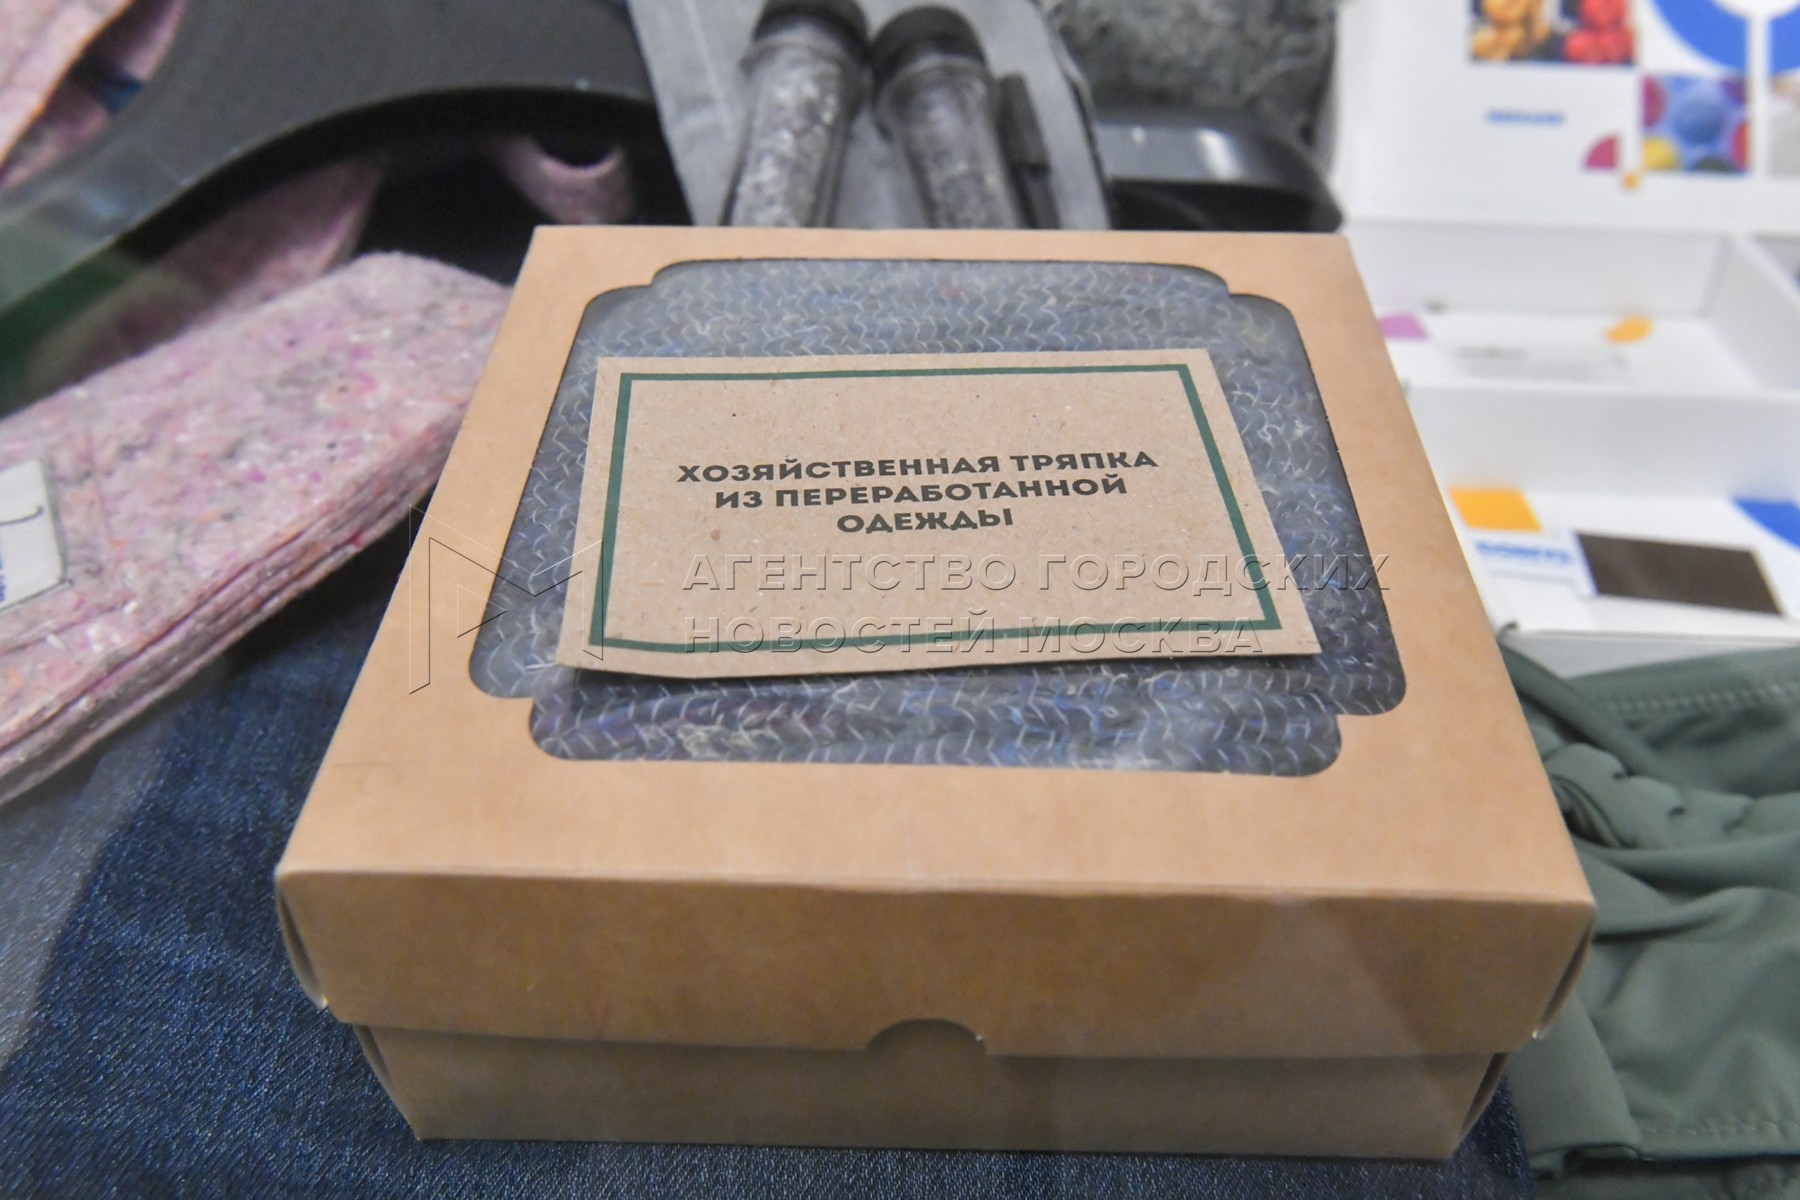 ХОЗЯЙСТВЕННАЯ ТРЯПКА
ИЗ ПЕРЕРАБОТАННОЙ
ОДЕЖДЫ
АГЕНТСТВО ГОРОДСКИХ
НОВОСТЕЙ МОСКВА